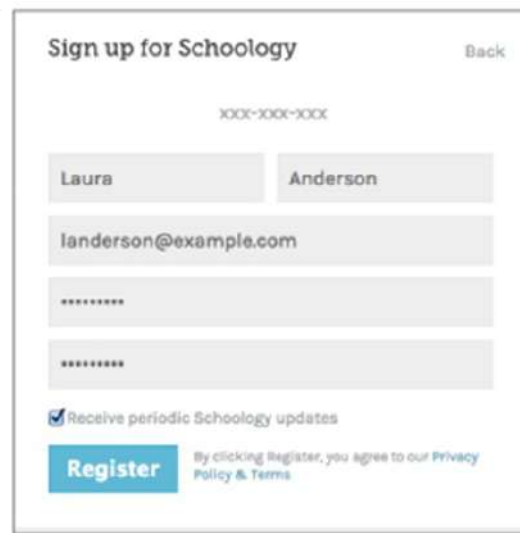 Sign up for Schoology Back
xxx-xxx-xxx
Laura Anderson
landerson@example.com
•••••••••
•••••••••
Receive periodic Schoology updates
Register By clicking Register, you agree to our Privacy
Policy & Terms